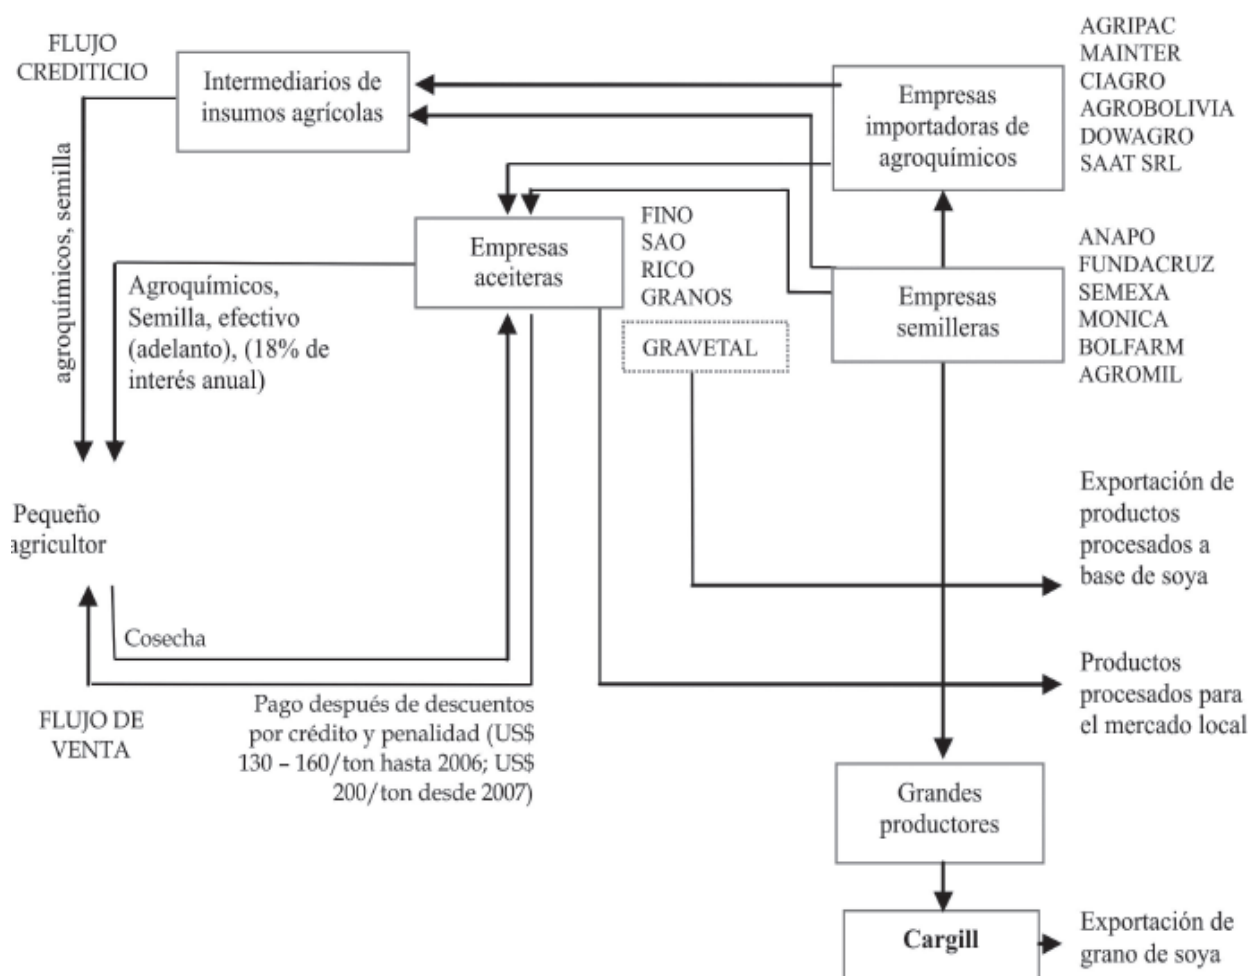 FLUJO
CREDITICIO
Intermediarios de
insumos agrícolas
Empresas
importadoras de
agroquímicos
AGRIPAC
MAINTER
CIAGRO
AGROBOLIVIA
DOWAGRO
SAAT SRL
agroquímicos, semilla
Empresas
aceiteras
FINO
SAO
RICO
GRANOS
GRAVETAL
Empresas
semilleras
ANAPO
FUNDACRUZ
SEMEXA
MONICA
BOLFARM
AGROMIL
Agroquímicos,
Semilla, efectivo
(adelanto), (18% de
interés anual)
Pequeño
agricultor
Exportación de
productos
procesados a
base de soya
Cosecha
Productos
procesados para
el mercado local
FLUJO DE
VENTA
Pago después de descuentos
por crédito y penalidad (US$
130 – 160/ton hasta 2006; US$
200/ton desde 2007)
Grandes
productores
Cargill
Exportación de
grano de soya